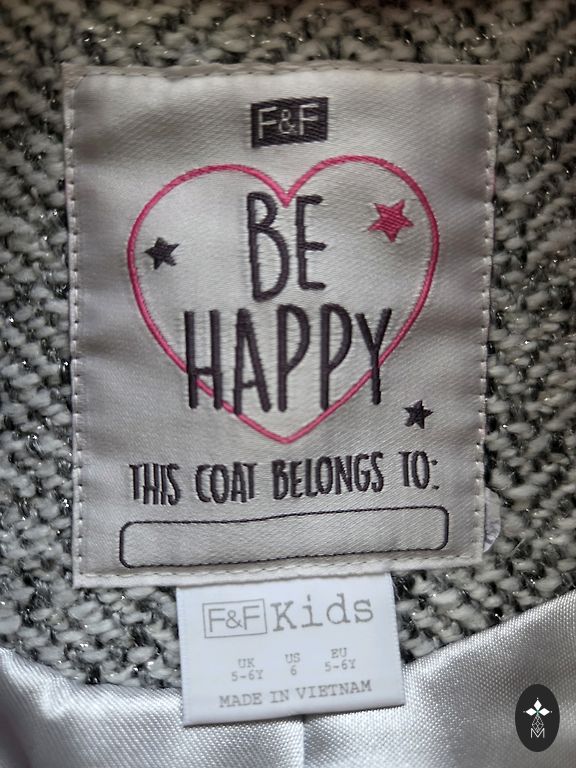 F&F
BE
HAPPY
THIS COAT BELONGS TO:
F&F Kids
UK US EU
5-6Y 6 5-6Y
MADE IN VIETNAM
M